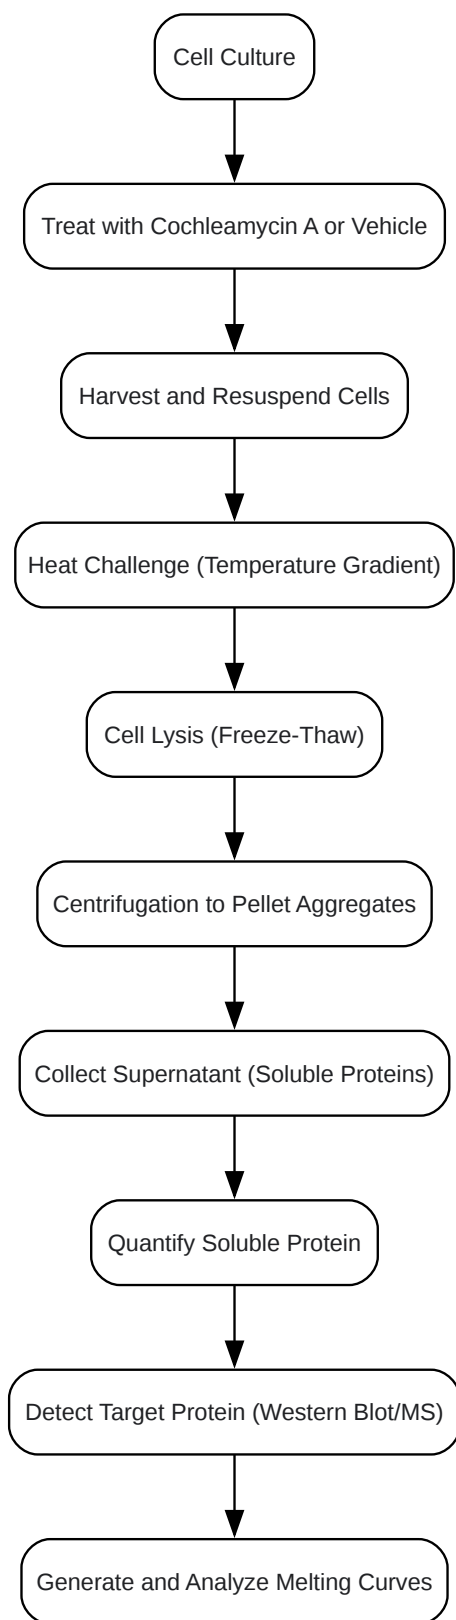 Cell Culture
Treat with Cochleamycin A or Vehicle
Harvest and Resuspend Cells
Heat Challenge (Temperature Gradient)
Cell Lysis (Freeze-Thaw)
Centrifugation to Pellet Aggregates
Collect Supernatant (Soluble Proteins)
Quantify Soluble Protein
Detect Target Protein (Western Blot/MS)
Generate and Analyze Melting Curves